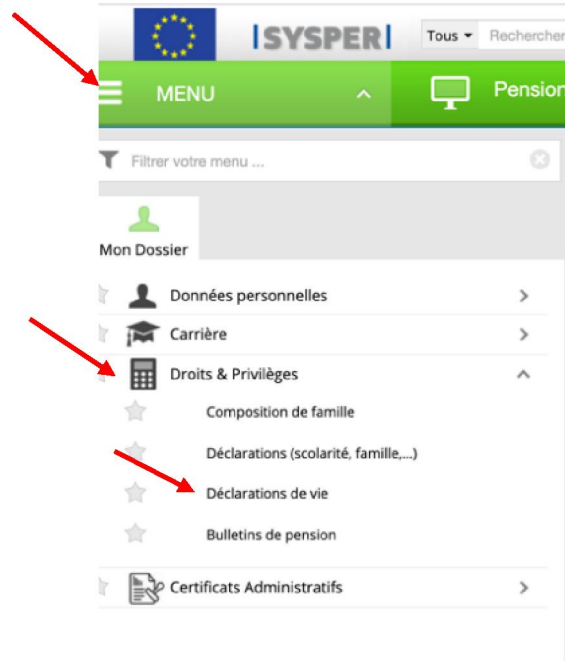 SYSPER
Tous
Rechercher
MENU
Pension
Filtrer votre menu ...
Mon Dossier
Données personnelles
Carrière
Droits & Privilèges
Composition de famille
Déclarations (scolarité, famille,...)
Déclarations de vie
Bulletins de pension
Certificats Administratifs